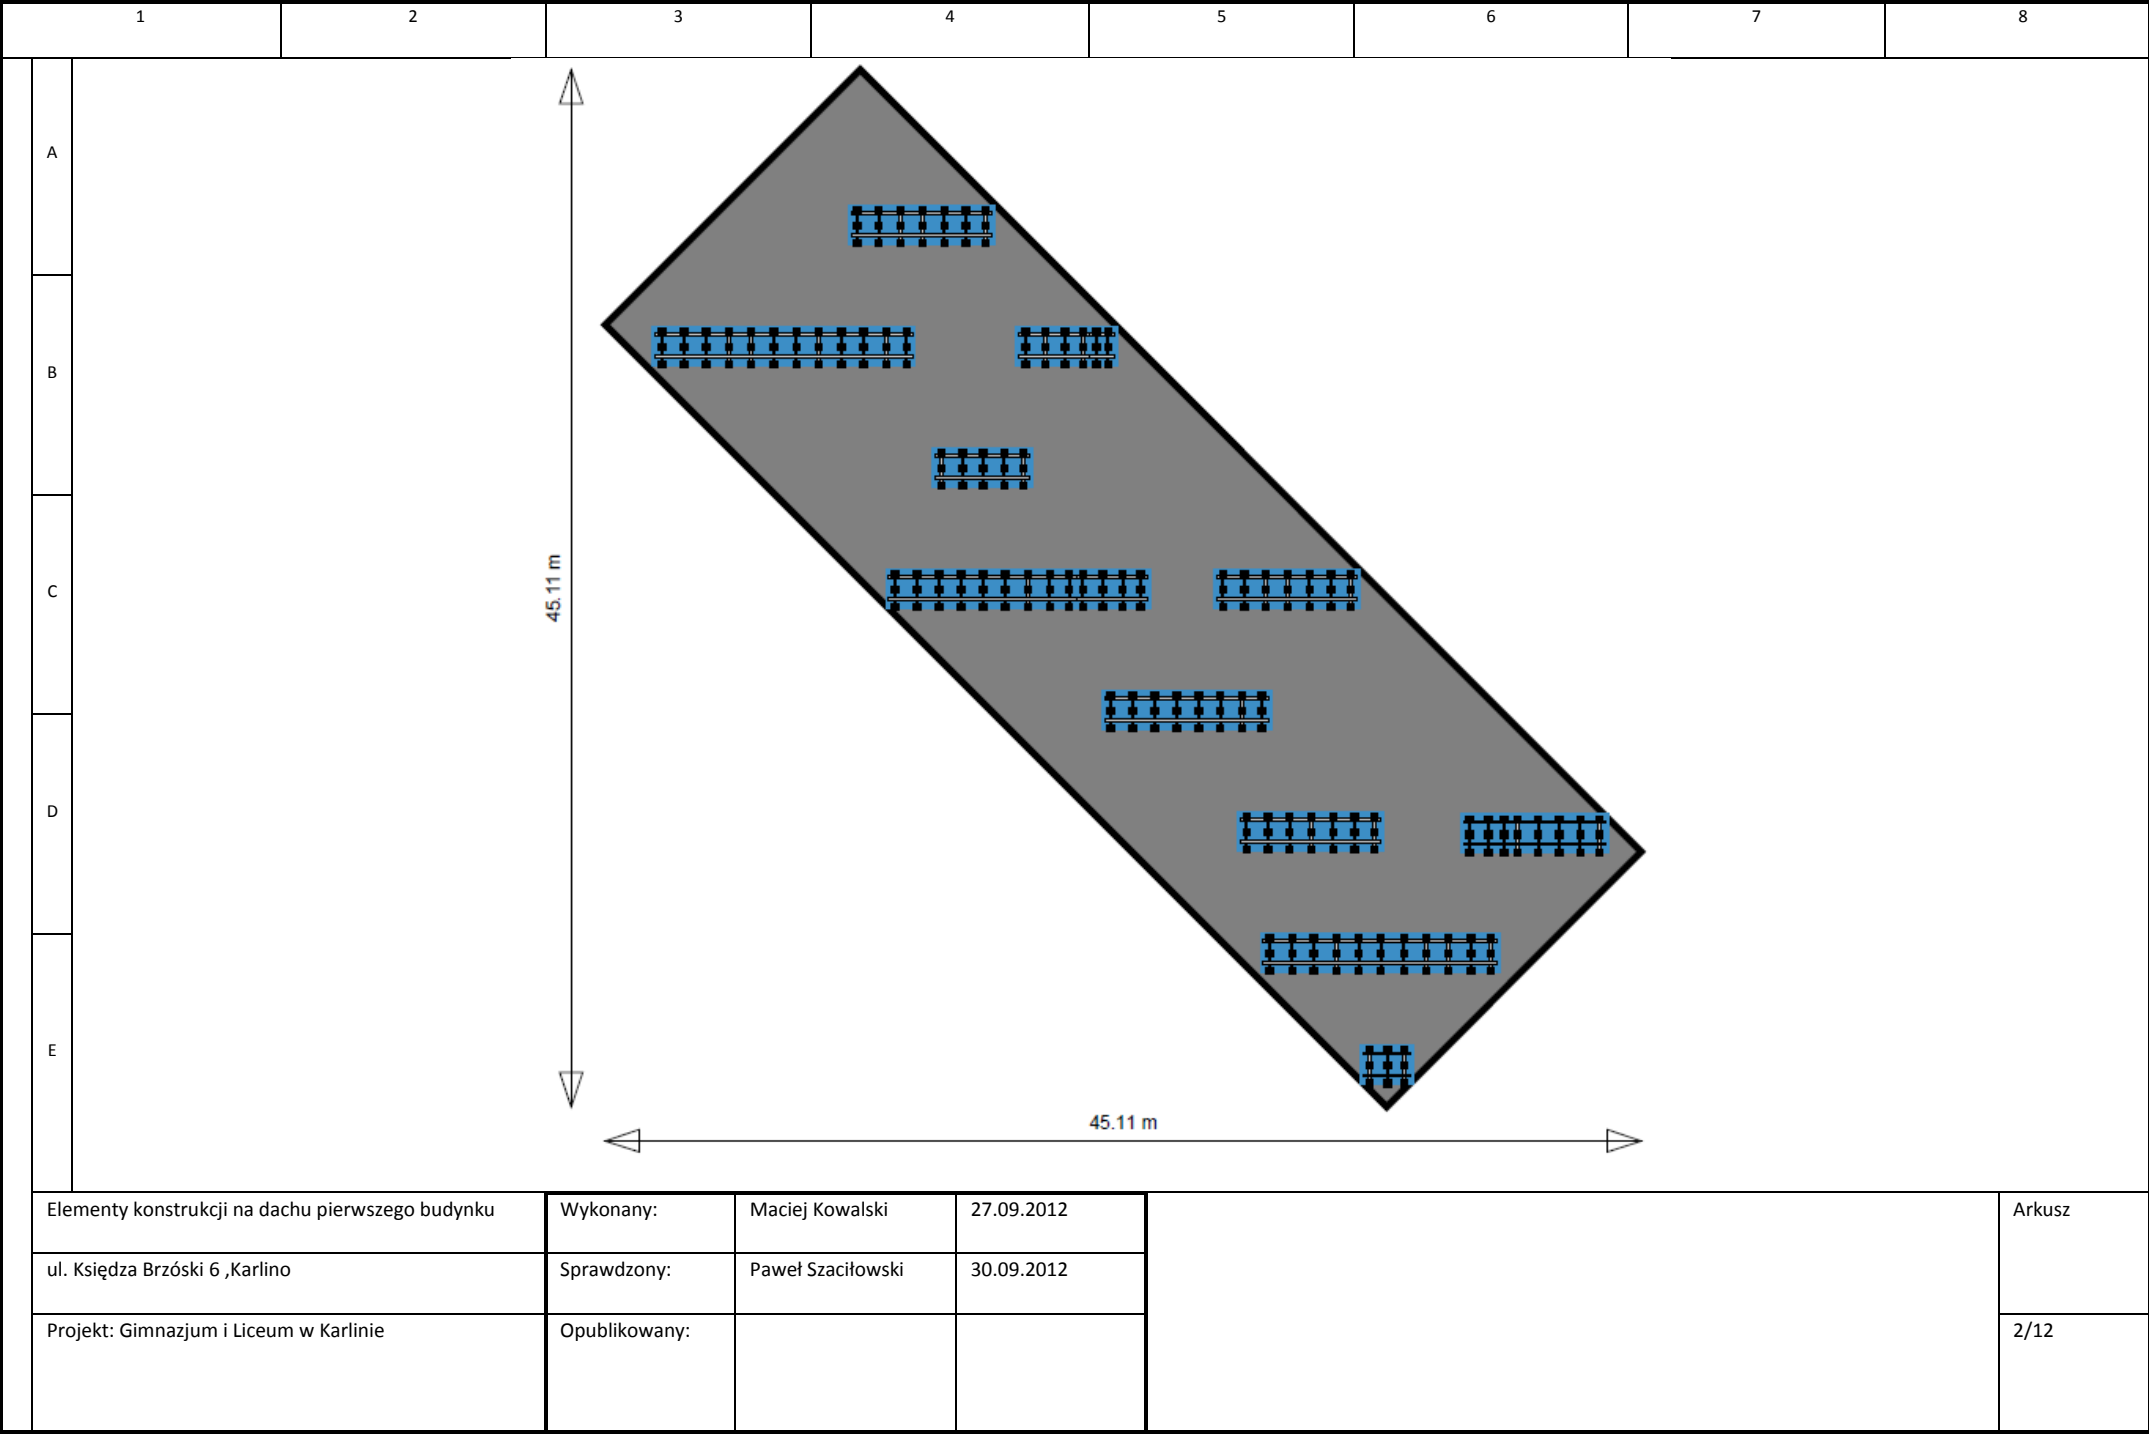 1 2 3 4 5 6 7 8
A
B
C
D
E
45.11 m
45.11 m
Elementy konstrukcji na dachu pierwszego budynku Wykonany: Maciej Kowalski 27.09.2012 Arkusz
ul. Księdza Brzóski 6 ,Karlino Sprawdzony: Paweł Szaciłowski 30.09.2012
Projekt: Gimnazjum i Liceum w Karlinie Opublikowany: 2/12